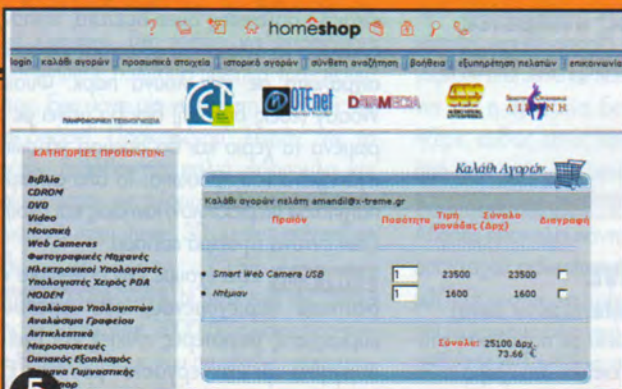 homeshop
login καλάθι αγορών προσωπικά στοιχεία ιστορικό αγορών σύνθετη αναζήτηση βοήθεια εξυπηρέτηση πελατών επικοινωνία
OTEnet
ΚΑΤΗΓΟΡΙΕΣ ΠΡΟΪΟΝΤΩΝ:
Βιβλία
CDROM
DVD
Video
Μουσική
Web Cameras
Φωτογραφικές Μηχανές
Ηλεκτρονικοί Υπολογιστές
Υπολογιστές Χειρός PDA
MODEM
Αναλώσιμα Υπολογιστών
Αναλώσιμα Γραφείου
Αντικλεπτικά
Μικροσυσκευές
Οικιακός Εξοπλισμός
Γυμναστικής
Καλάθι Αγορών
Καλάθι αγορών πελάτη amandil@x-treme.gr
Προϊόν Ποσότητα Τιμή μονάδας Σύνολο (Δρχ) Διαγραφή
Smart Web Camera USB 1 23500 23500
Ντέμιαν 1 1600 1600
Σύνολο: 25100 Δρχ.
73.66 €
5